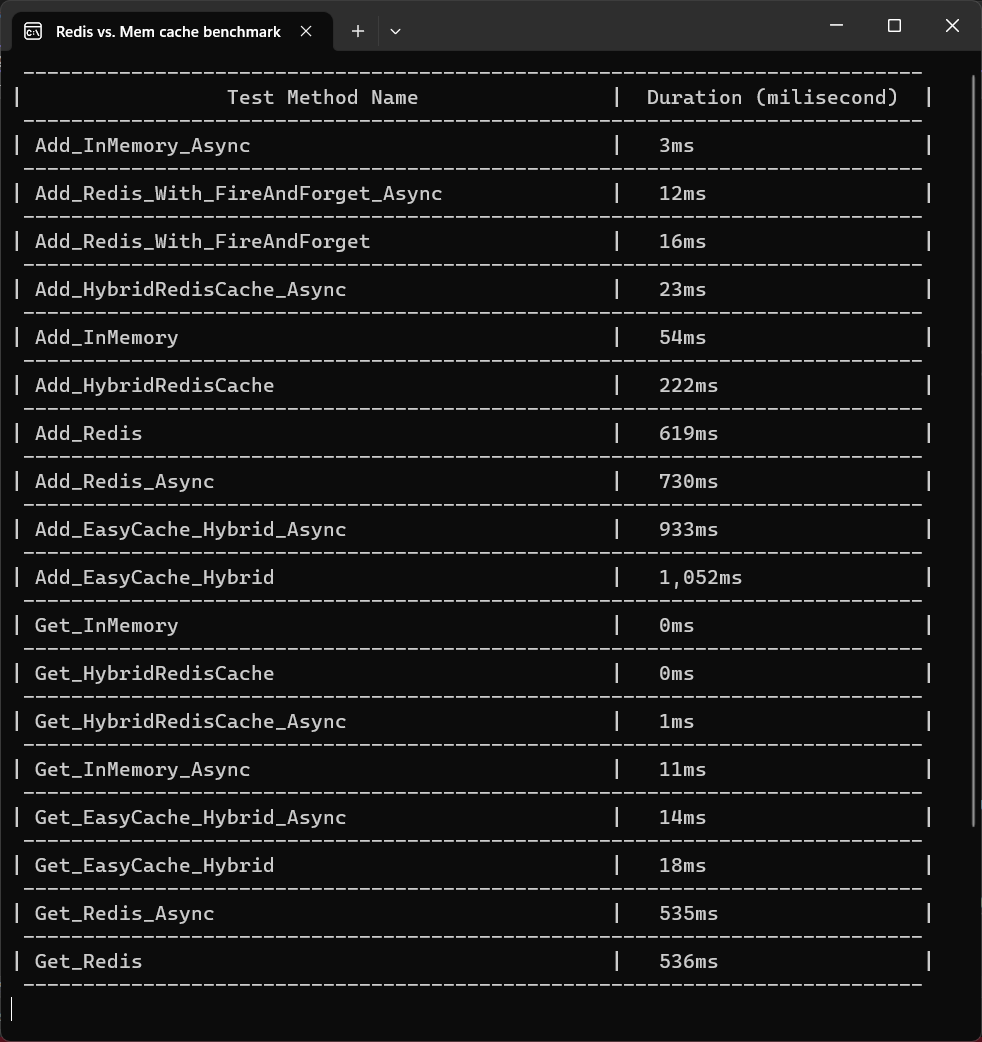 Redis vs. Mem cache benchmark
Test Method Name | Duration (milisecond) |
| Add_InMemory_Async | 3ms |
| Add_Redis_With_FireAndForget_Async | 12ms |
| Add_Redis_With_FireAndForget | 16ms |
| Add_HybridRedisCache_Async | 23ms |
| Add_InMemory | 54ms |
| Add_HybridRedisCache | 222ms |
| Add_Redis | 619ms |
| Add_Redis_Async | 730ms |
| Add_EasyCache_Hybrid_Async | 933ms |
| Add_EasyCache_Hybrid | 1,052ms |
| Get_InMemory | 0ms |
| Get_HybridRedisCache | 0ms |
| Get_HybridRedisCache_Async | 1ms |
| Get_InMemory_Async | 11ms |
| Get_EasyCache_Hybrid_Async | 14ms |
| Get_EasyCache_Hybrid | 18ms |
| Get_Redis_Async | 535ms |
| Get_Redis | 536ms |